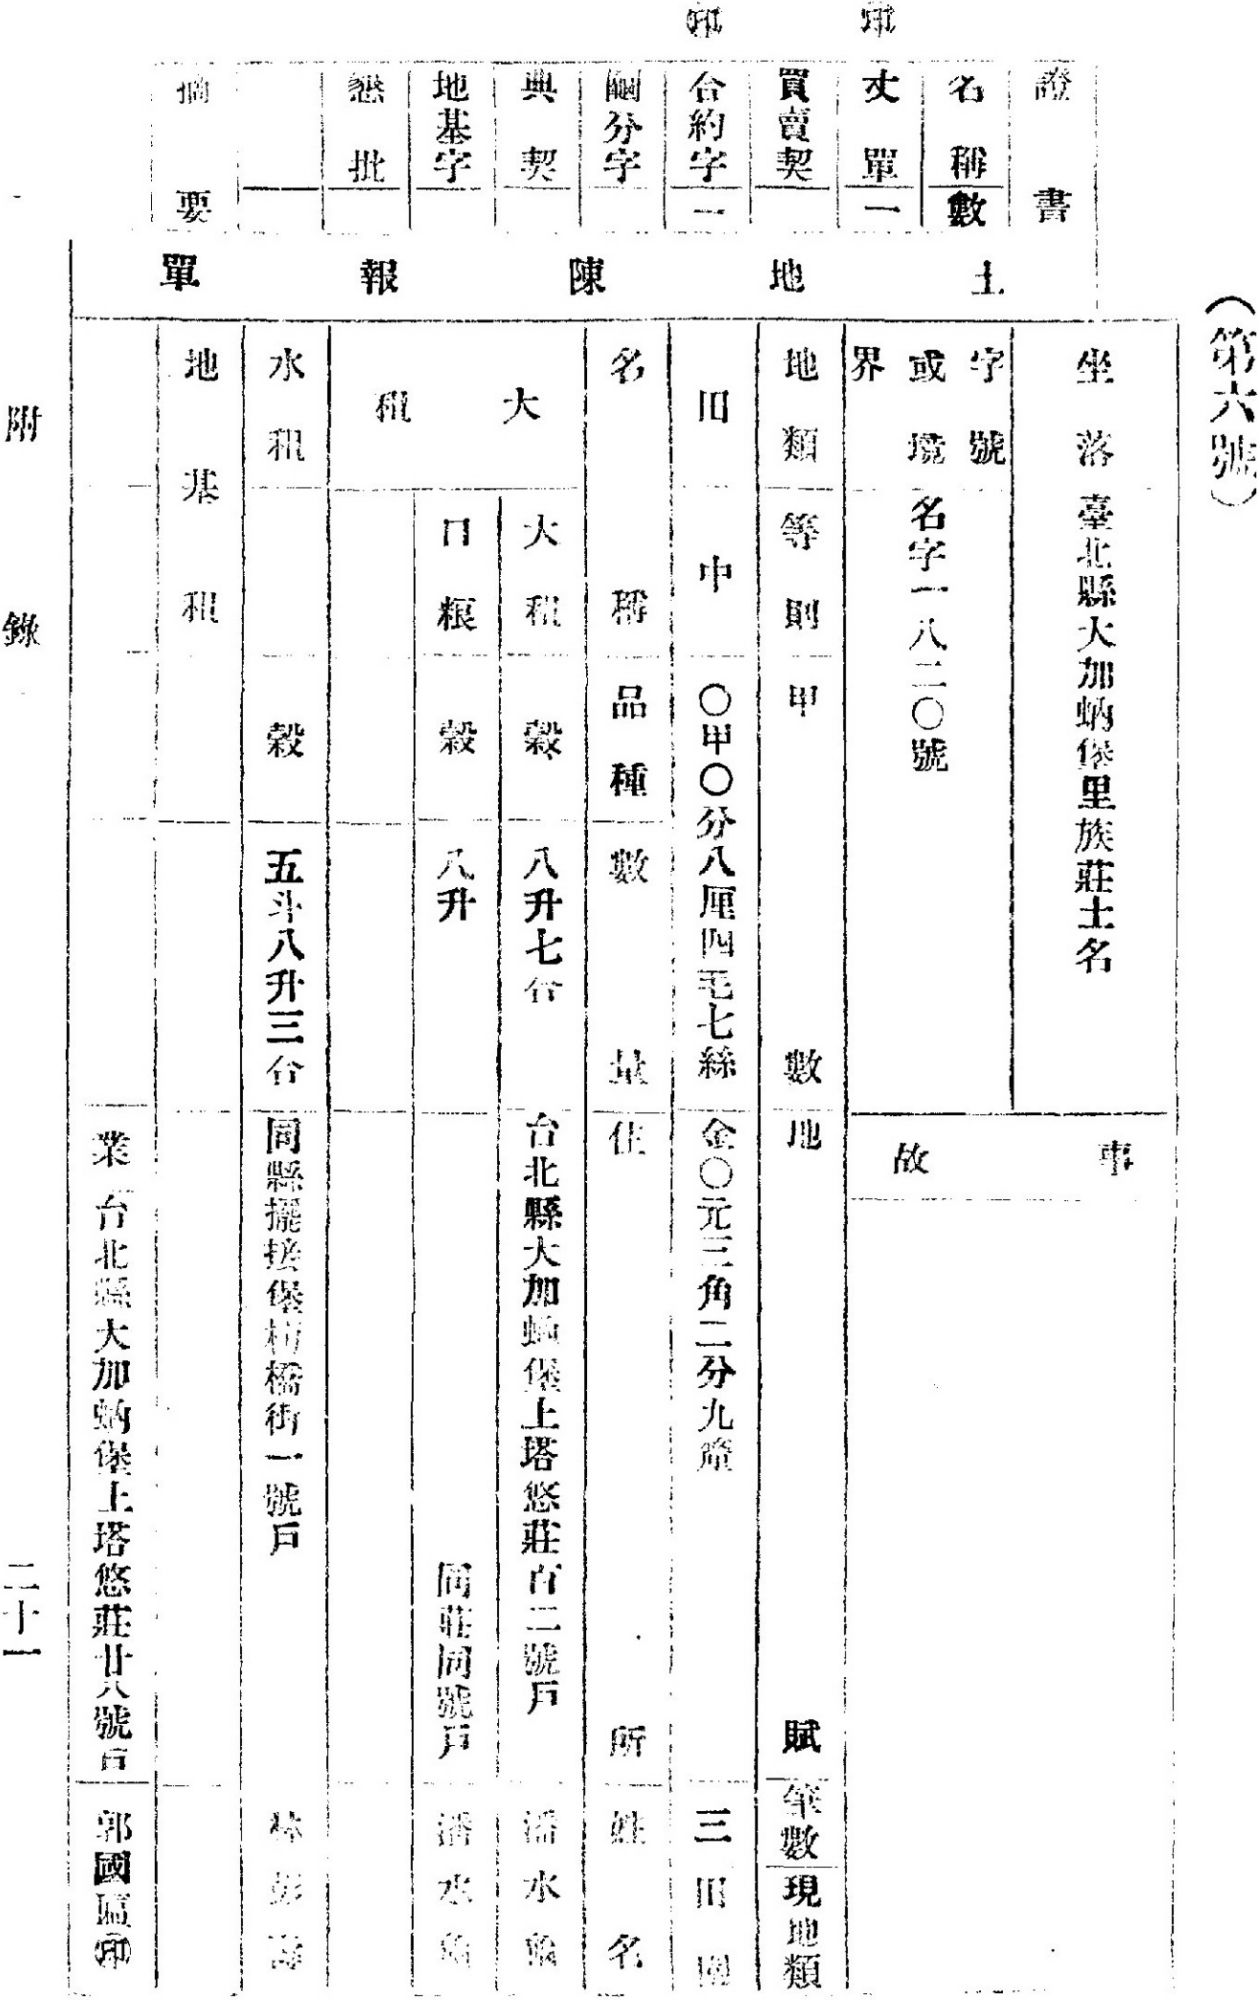 (第六號)
證書
名稱 數
丈單 一 印
買賣契
合約字 一 印
鬮分字
典契
地基字
懇批
摘要
土地陳報單
坐落 臺北縣大加蚋堡里族莊土名
字號或境界 名字一八二〇號
事故
地類 等則 甲數 地賦 筆數 現地類
田 中 〇甲〇分八厘四毛七絲 金〇元三角二分九 三 田
名稱 品種 數量 住所 姓名
大租
大租 穀 八升七合 台北縣大加蚋堡上塔悠莊百二號戶 潘水
口粮 穀 八升 同莊同號戶 潘水
水租 穀 五斗八升三合 同縣擺接堡枋橋街一號戶 林彭壽
地基租
業 台北縣大加蚋堡上塔悠莊廿八號戶 郭國區 印
附錄
二十一